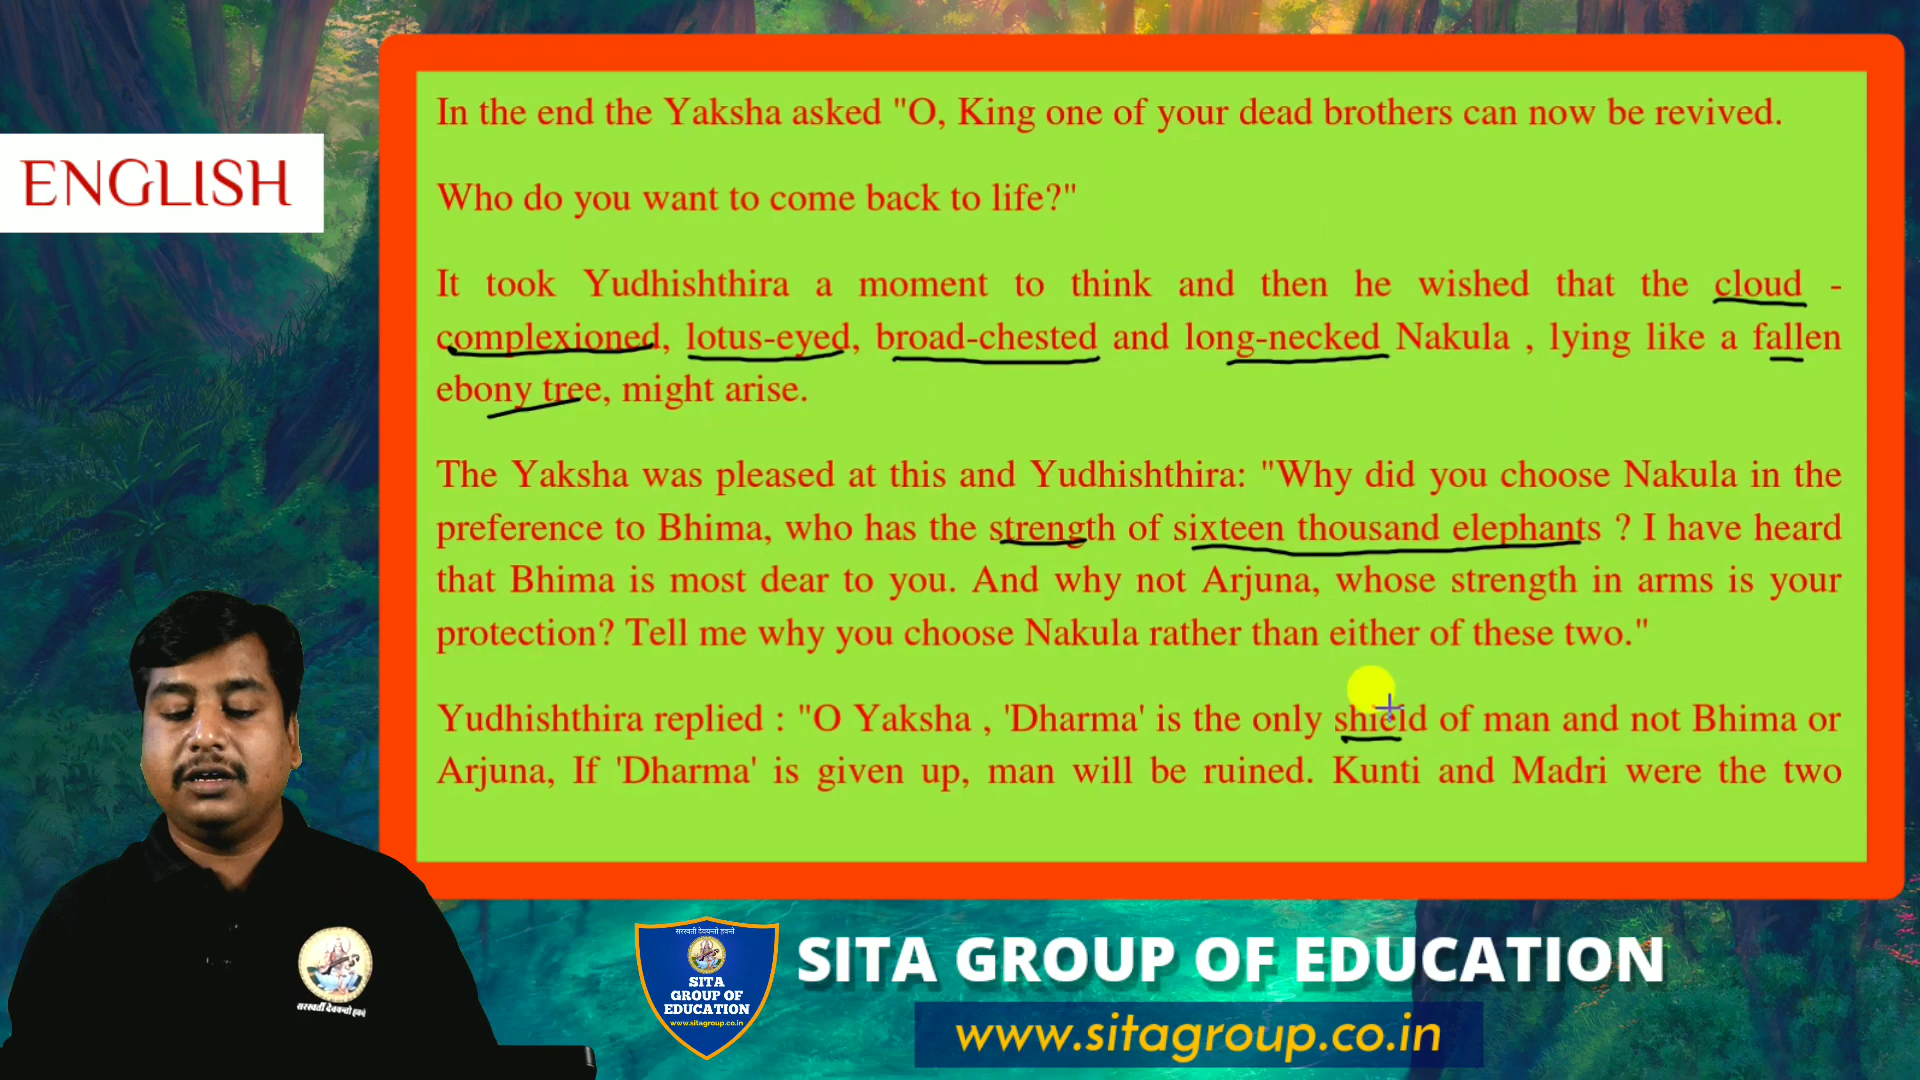 ENGLISH
In the end the Yaksha asked "O, King one of your dead brothers can now be revived.
Who do you want to come back to life?"
It took Yudhishthira a moment to think and then he wished that the cloud -
complexioned, lotus-eyed, broad-chested and long-necked Nakula , lying like a fallen
ebony tree, might arise.
The Yaksha was pleased at this and Yudhishthira: "Why did you choose Nakula in the
preference to Bhima, who has the strength of sixteen thousand elephants ? I have heard
that Bhima is most dear to you. And why not Arjuna, whose strength in arms is your
protection? Tell me why you choose Nakula rather than either of these two."
Yudhishthira replied : "O Yaksha , 'Dharma' is the only shield of man and not Bhima or
Arjuna, If 'Dharma' is given up, man will be ruined. Kunti and Madri were the two
SITA
GROUP OF
EDUCATION
www.sitagroup.co.in
SITA GROUP OF EDUCATION
www.sitagroup.co.in